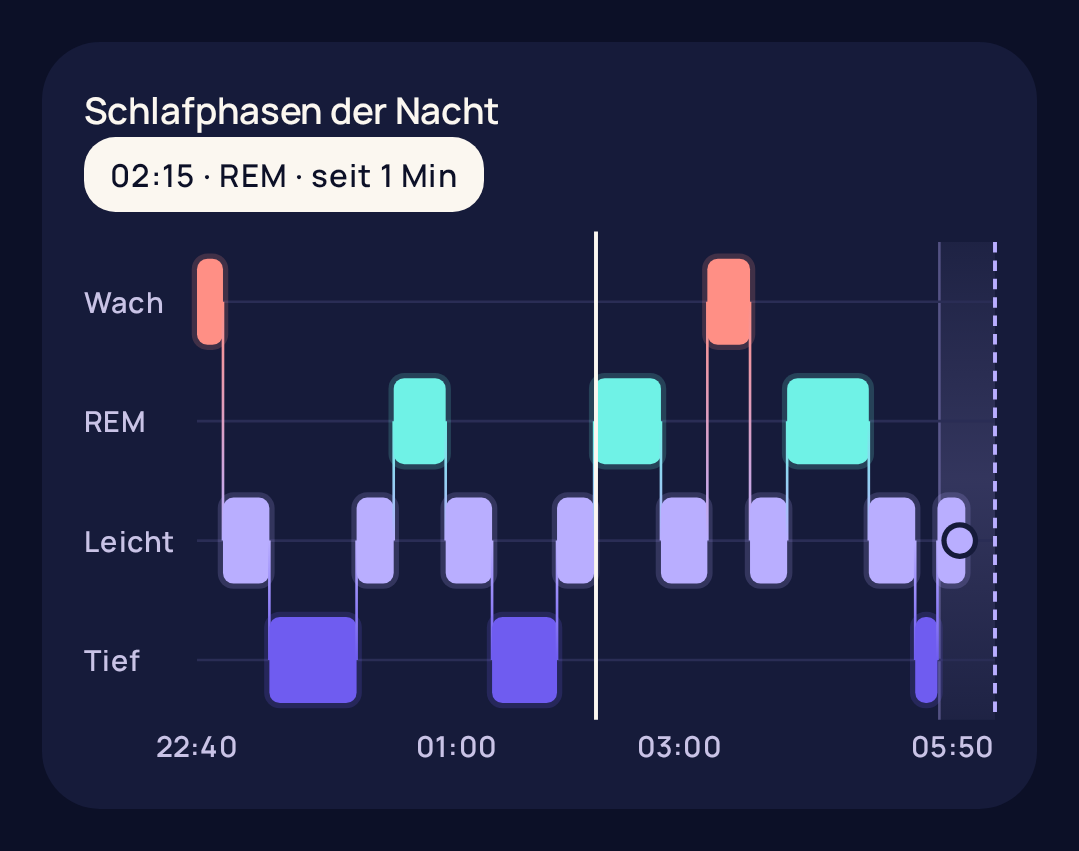 Schlafphasen der Nacht
02:15 · REM · seit 1 Min
Wach
REM
Leicht
Tief
22:40 01:00 03:00 05:50